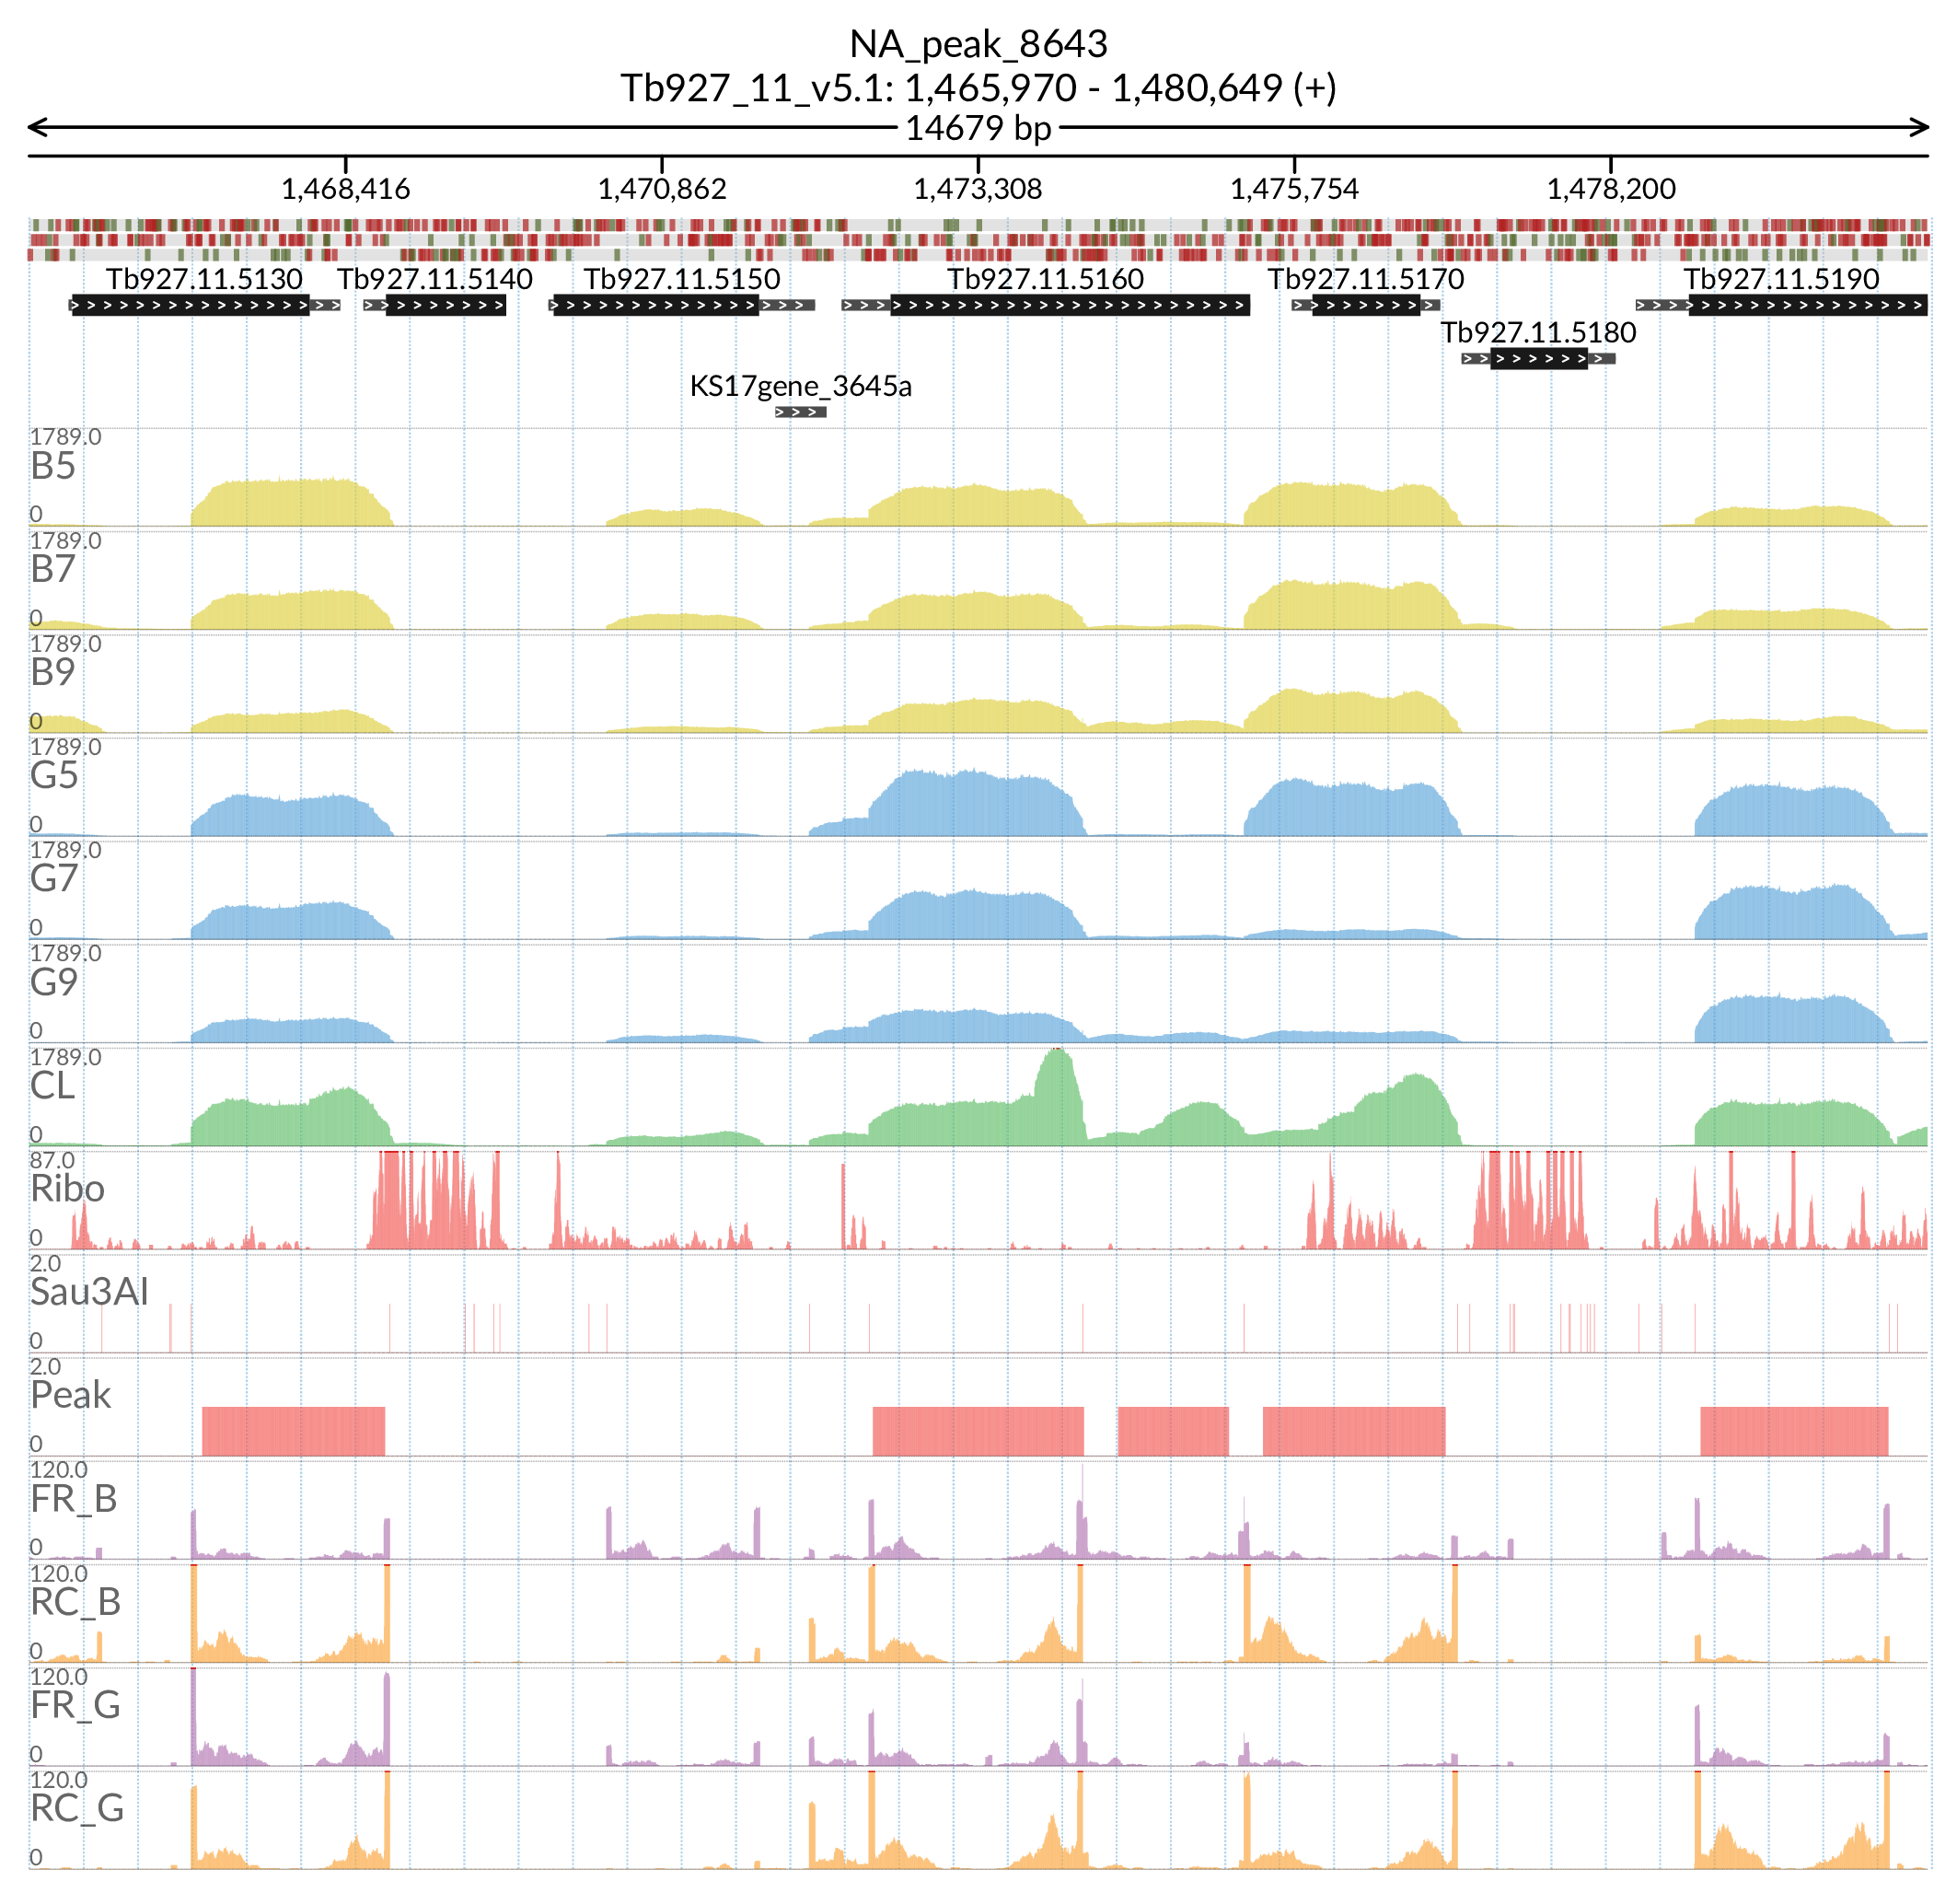 NA_peak_8643
Tb927_11_v5.1: 1,465,970 - 1,480,649 (+)
14679 bp
1,468,416 1,470,862 1,473,308 1,475,754 1,478,200
Tb927.11.5130 Tb927.11.5140 Tb927.11.5150 Tb927.11.5160 Tb927.11.5170 Tb927.11.5190
Tb927.11.5180
KS17gene_3645a
1789.0
B5
0
1789.0
B7
0
1789.0
B9
0
1789.0
G5
0
1789.0
G7
0
1789.0
G9
0
1789.0
CL
0
87.0
Ribo
0
2.0
Sau3AI
0
2.0
Peak
0
120.0
FR_B
0
120.0
RC_B
0
120.0
FR_G
0
120.0
RC_G
0